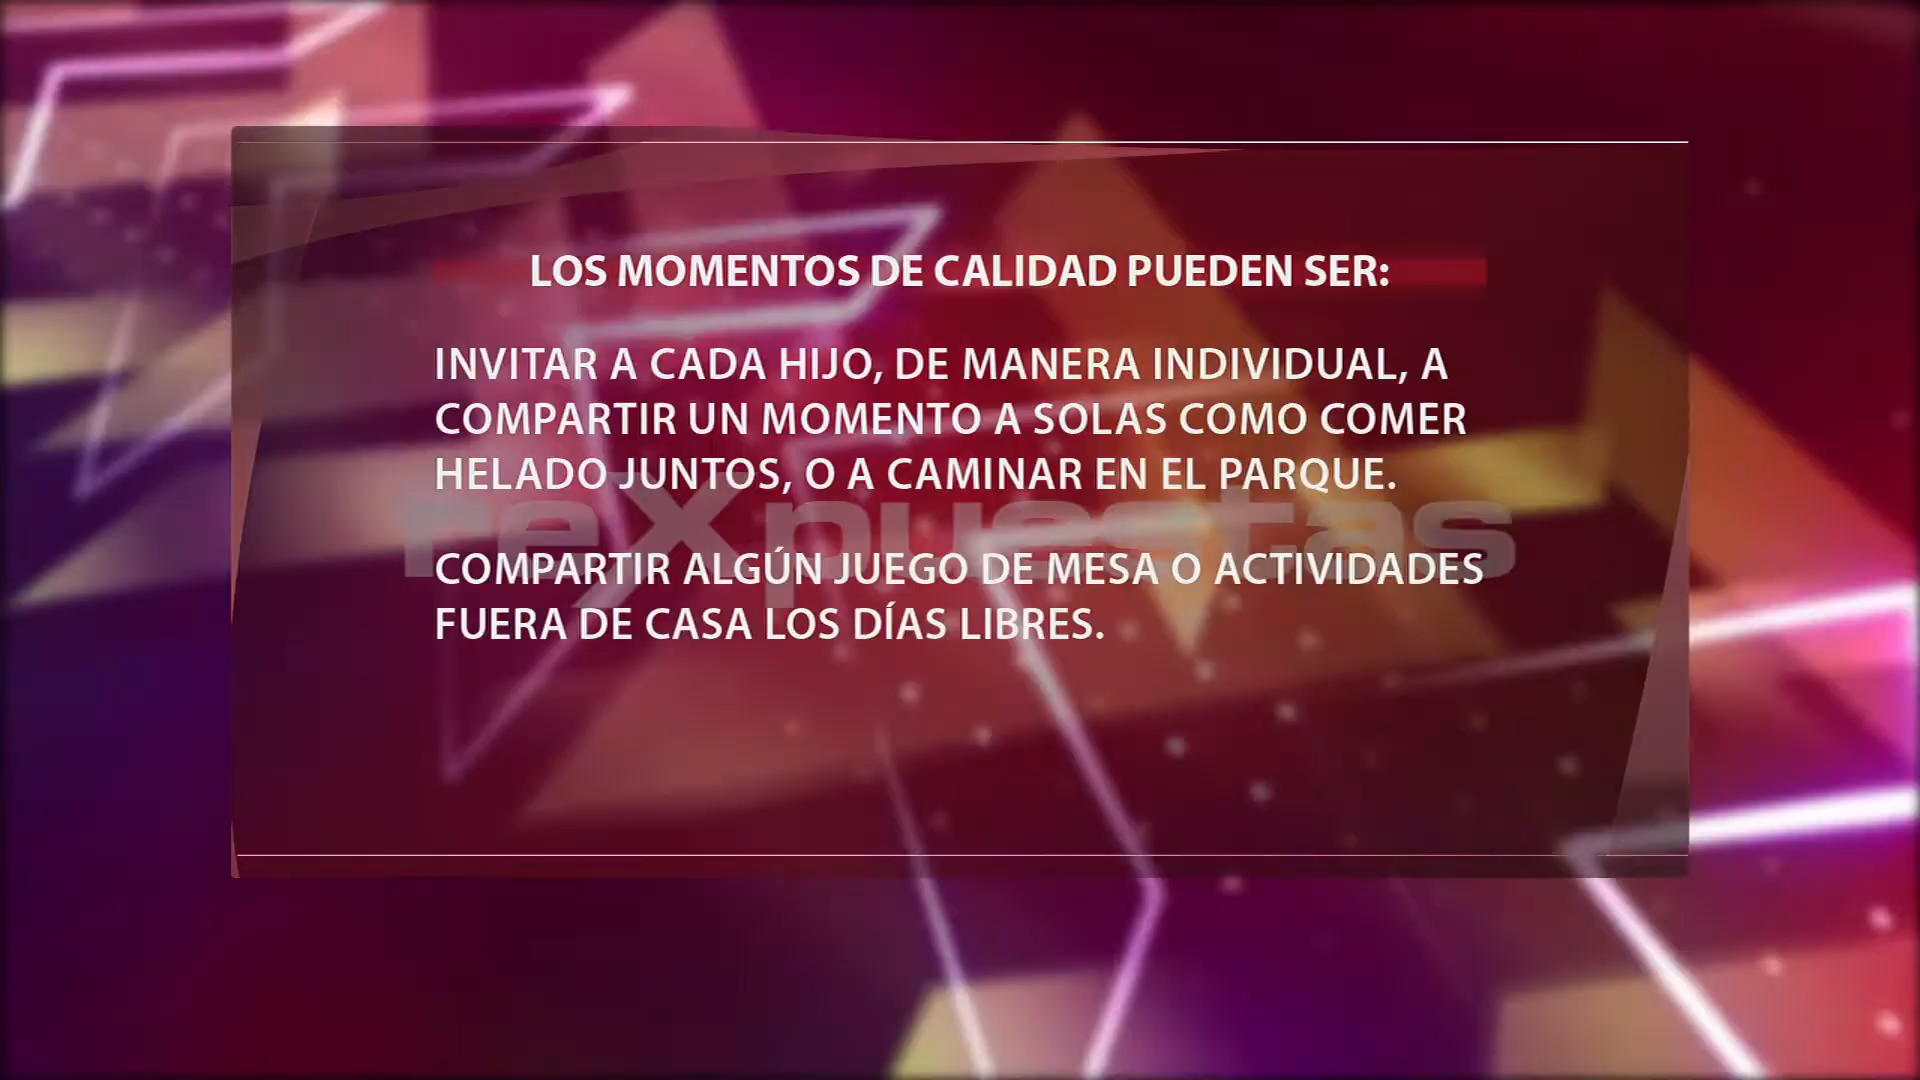 LOS MOMENTOS DE CALIDAD PUEDEN SER:
INVITAR A CADA HIJO, DE MANERA INDIVIDUAL, A
COMPARTIR UN MOMENTO A SOLAS COMO COMER
HELADO JUNTOS, O A CAMINAR EN EL PARQUE.
reXpuestas
COMPARTIR ALGÚN JUEGO DE MESA O ACTIVIDADES
FUERA DE CASA LOS DÍAS LIBRES.